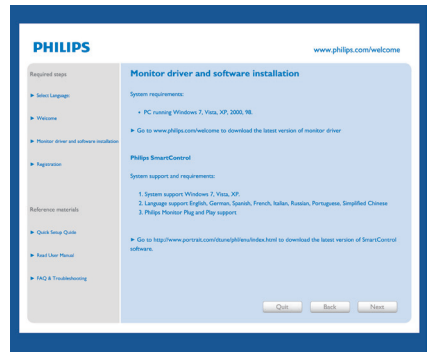 PHILIPS
www.philips.com/welcome
Required steps
► Select Language:
► Welcome
► Monitor driver and software installation
► Registration
Reference materials
► Quick Setup Quide
► Read User Manual
► FAQ & Troubleshooting
Monitor driver and software installation
System requirements:
• PC running Windows 7, Vista, XP, 2000, 98.
► Go to www.philips.com/welcome to download the latest version of monitor driver
Philips SmartControl
System support and requirements:
1. System support Windows 7, Vista, XP.
2. Language support English, German, Spanish, French, Italian, Russian, Portuguese, Simplified Chinese
3. Philips Monitor Plug and Play support
► Go to http://www.portrait.com/dtune/phl/enu/index.html to download the latest version of SmartControl
software.
Quit
Back
Next